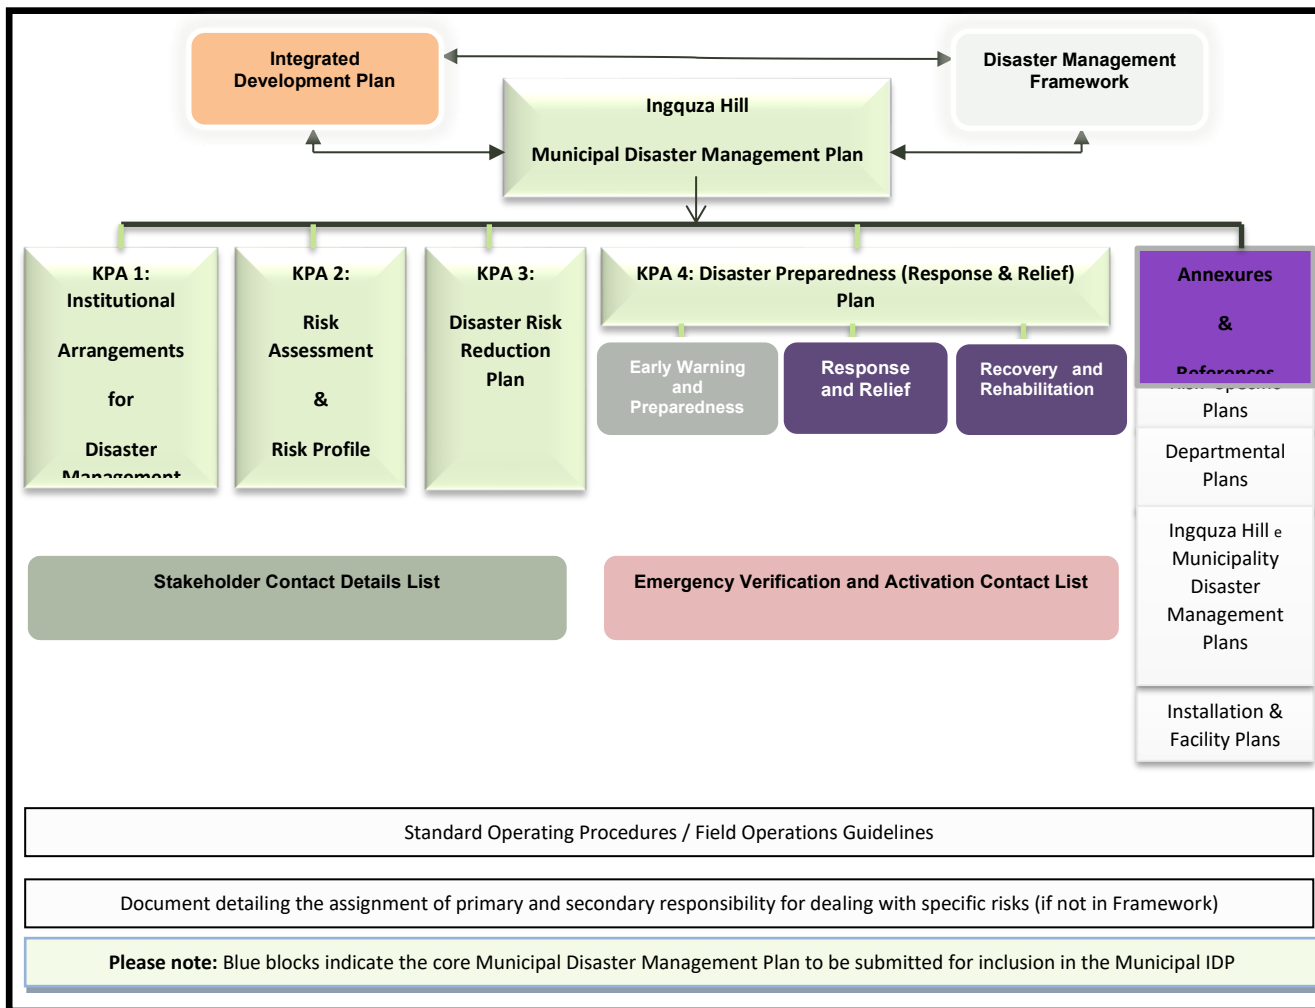 Integrated
Development Plan
Disaster Management
Framework
Ingquza Hill
Municipal Disaster Management Plan
KPA 1:
Institutional
Arrangements
for
Disaster
Management
KPA 2:
Risk
Assessment
&
Risk Profile
KPA 3:
Disaster Risk
Reduction
Plan
KPA 4: Disaster Preparedness (Response & Relief)
Plan
Early Warning
and
Preparedness
Response
and Relief
Recovery and
Rehabilitation
Annexures
&
References
Plans
Departmental
Plans
Ingquza Hill e
Municipality
Disaster
Management
Plans
Installation &
Facility Plans
Stakeholder Contact Details List
Emergency Verification and Activation Contact List
Standard Operating Procedures / Field Operations Guidelines
Document detailing the assignment of primary and secondary responsibility for dealing with specific risks (if not in Framework)
Please note: Blue blocks indicate the core Municipal Disaster Management Plan to be submitted for inclusion in the Municipal IDP